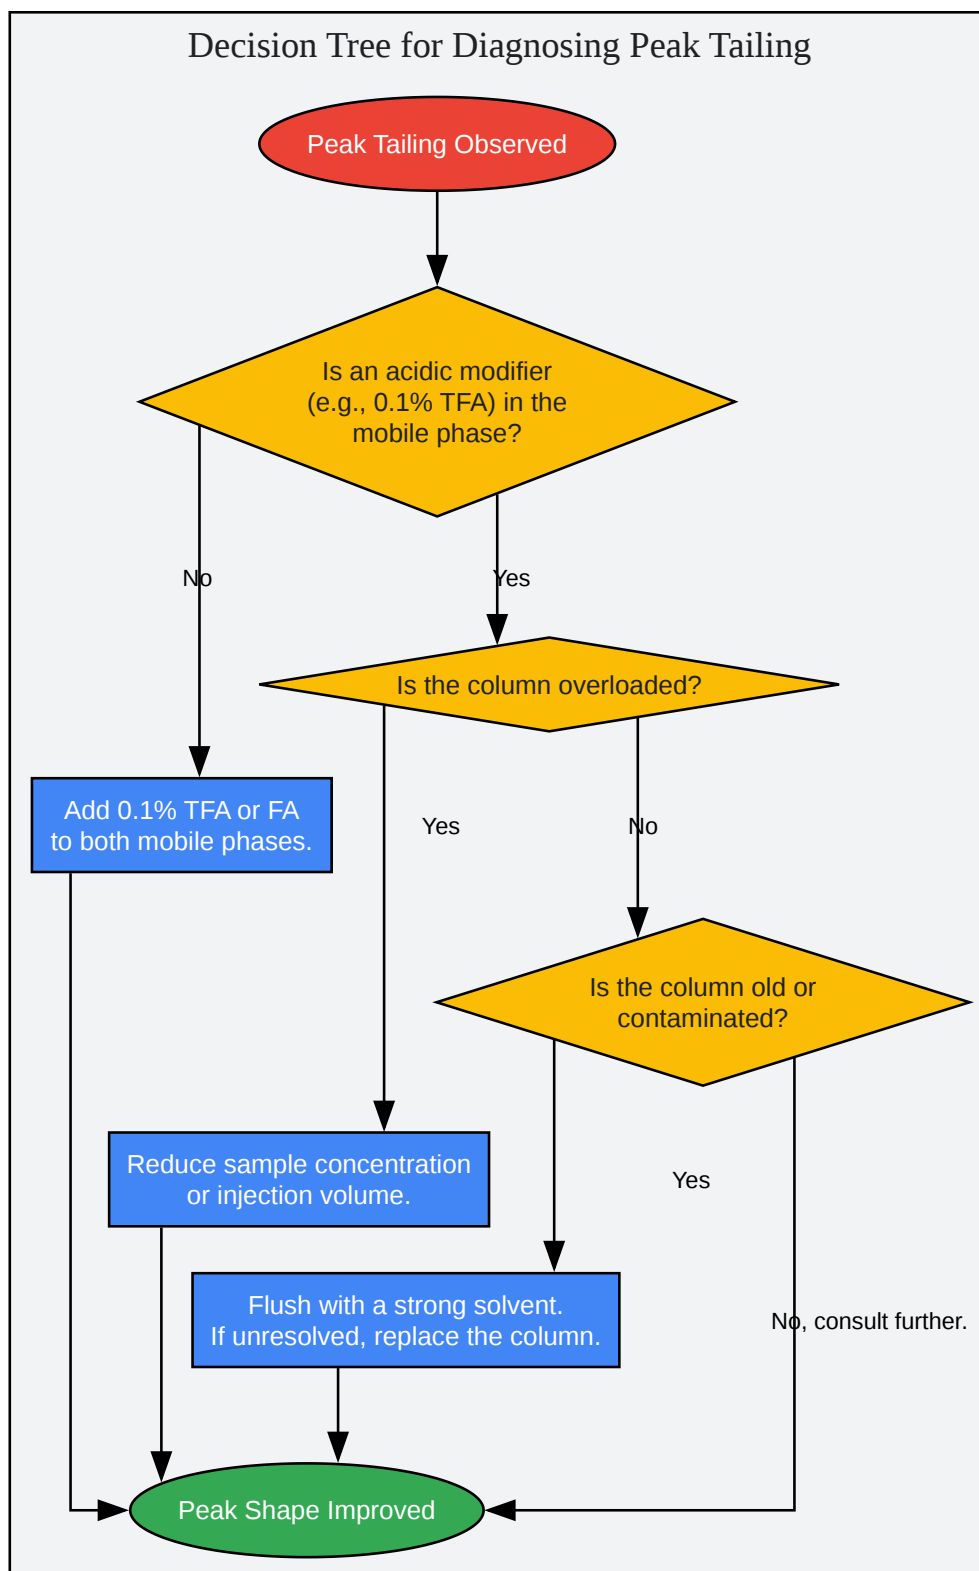 Decision Tree for Diagnosing Peak Tailing
Peak Tailing Observed
Is an acidic modifier
(e.g., 0.1% TFA) in the
mobile phase?
No
Yes
Is the column overloaded?
Add 0.1% TFA or FA
to both mobile phases.
Yes
No
Is the column old or
contaminated?
Reduce sample concentration
or injection volume.
Yes
Flush with a strong solvent.
If unresolved, replace the column.
No, consult further.
Peak Shape Improved